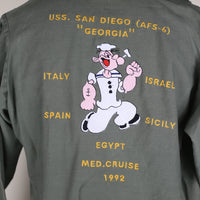 USS. SAN DIEGO (AFS-6)
"GEORGIA"
ITALY ISRAEL
SPAIN SICILY
EGYPT
MED. CRUISE
1992